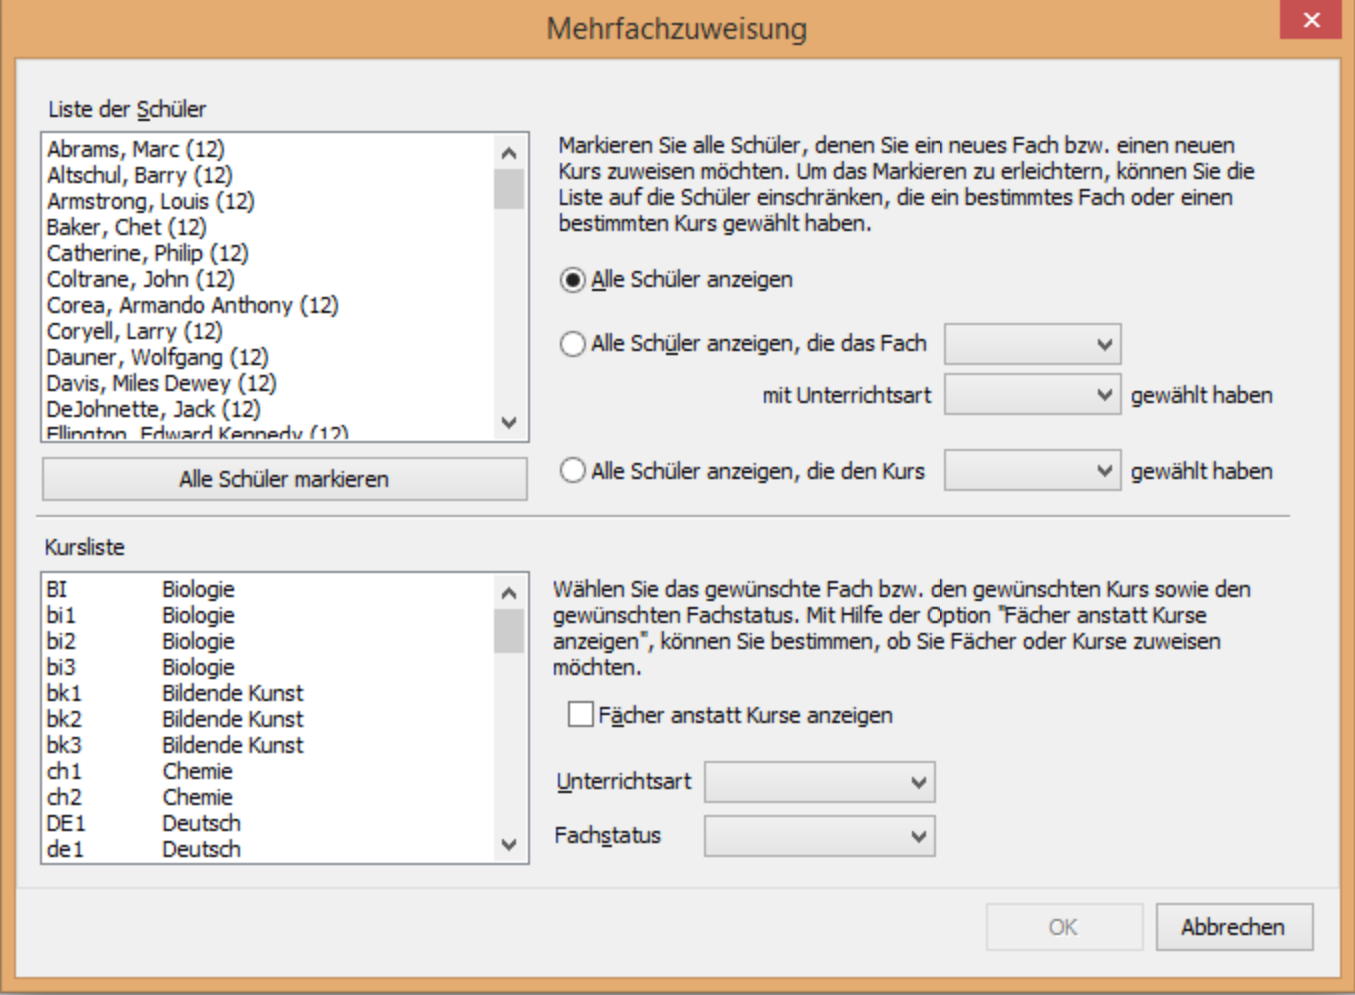 Mehrfachzuweisung
Liste der Schüler
Abrams, Marc (12)
Altschul, Barry (12)
Armstrong, Louis (12)
Baker, Chet (12)
Catherine, Philip (12)
Coltrane, John (12)
Corea, Armando Anthony (12)
Coryell, Larry (12)
Dauner, Wolfgang (12)
Davis, Miles Dewey (12)
DeJohnette, Jack (12)
Ellington, Edward Kennedy (12)
Alle Schüler markieren
Markieren Sie alle Schüler, denen Sie ein neues Fach bzw. einen neuen
Kurs zuweisen möchten. Um das Markieren zu erleichtern, können Sie die
Liste auf die Schüler einschränken, die ein bestimmtes Fach oder einen
bestimmten Kurs gewählt haben.
Alle Schüler anzeigen
Alle Schüler anzeigen, die das Fach
mit Unterrichtsart gewählt haben
Alle Schüler anzeigen, die den Kurs gewählt haben
Kursliste
BI Biologie
bi1 Biologie
bi2 Biologie
bi3 Biologie
bk1 Bildende Kunst
bk2 Bildende Kunst
bk3 Bildende Kunst
ch1 Chemie
ch2 Chemie
DE1 Deutsch
de1 Deutsch
Wählen Sie das gewünschte Fach bzw. den gewünschten Kurs sowie den
gewünschten Fachstatus. Mit Hilfe der Option "Fächer anstatt Kurse
anzeigen", können Sie bestimmen, ob Sie Fächer oder Kurse zuweisen
möchten.
Fächer anstatt Kurse anzeigen
Unterrichtsart
Fachstatus
OK
Abbrechen